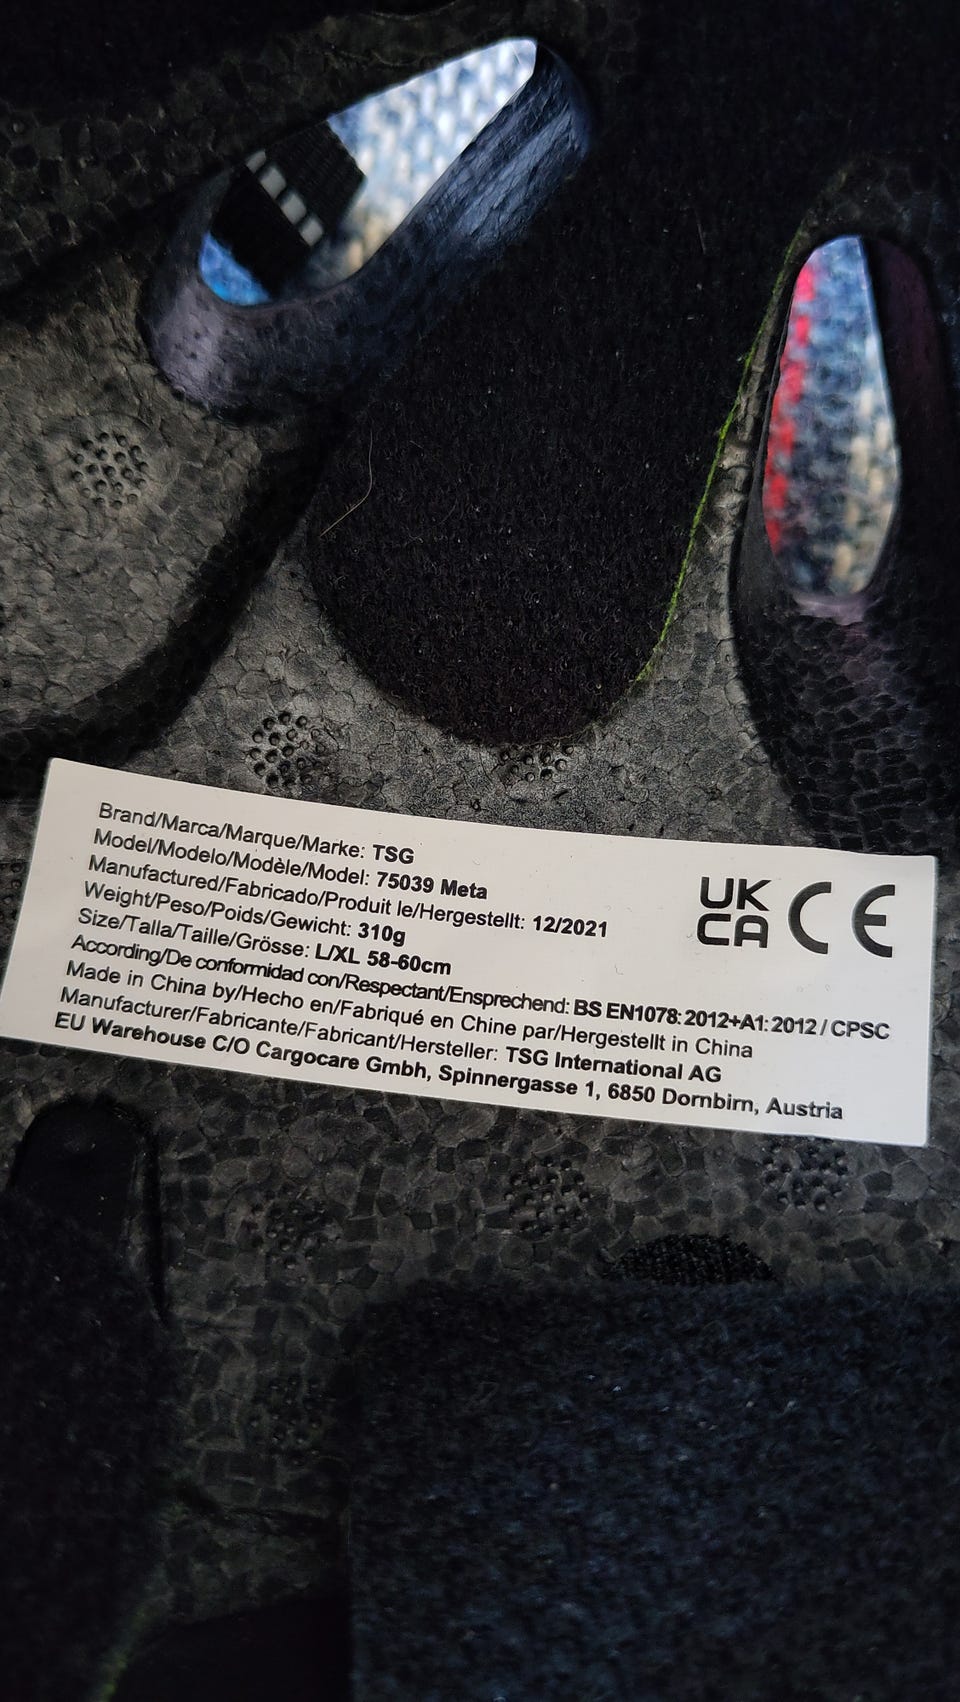 Brand/Marca/Marque/Marke: TSG
Model/Modelo/Modèle/Model: 75039 Meta
Manufactured/Fabricado/Produit le/Hergestellt: 12/2021
Weight/Peso/Poids/Gewicht: 310g
Size/Talla/Taille/Grösse: L/XL 58-60cm
According/De conformidad con/Respectant/Ensprechend: BS EN1078:2012+A1:2012 / CPSC
Made in China by/Hecho en/Fabriqué en Chine par/Hergestellt in China
Manufacturer/Fabricante/Fabricant/Hersteller: TSG International AG
EU Warehouse C/O Cargocare Gmbh, Spinnergasse 1, 6850 Dornbirn, Austria
UK
CA CE